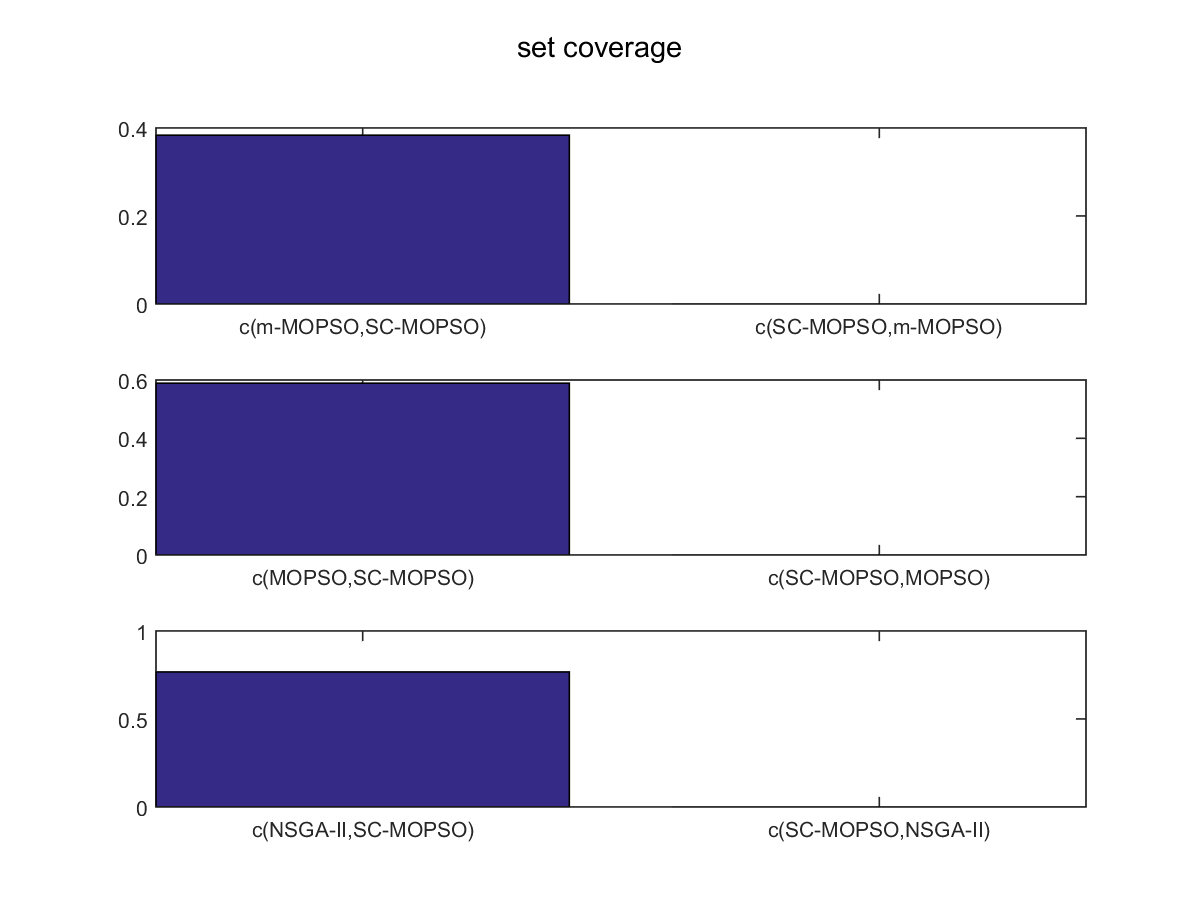 set coverage
0.4
0.2
0
c(m-MOPSO,SC-MOPSO) c(SC-MOPSO,m-MOPSO)
0.6
0.4
0.2
0
c(MOPSO,SC-MOPSO) c(SC-MOPSO,MOPSO)
1
0.5
0
c(NSGA-II,SC-MOPSO) c(SC-MOPSO,NSGA-II)